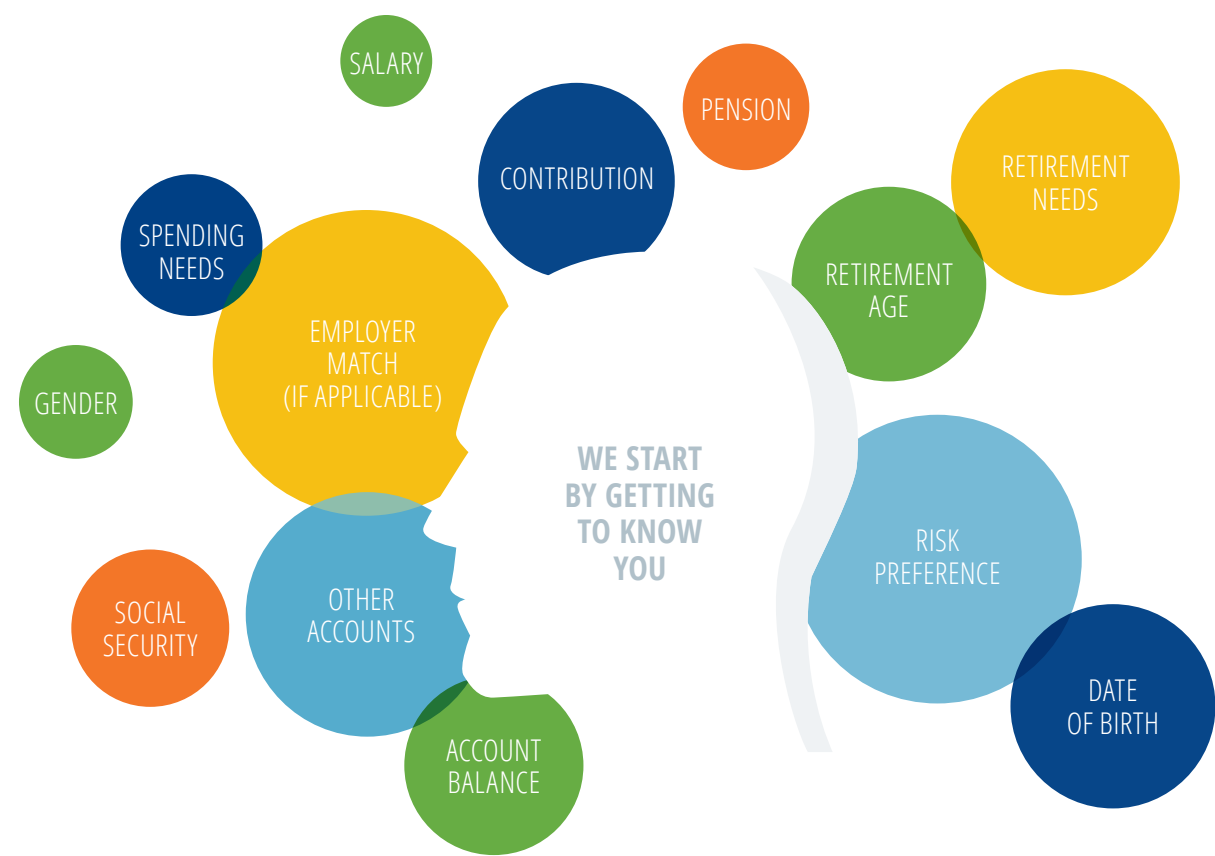 SALARY
PENSION
CONTRIBUTION
RETIREMENT
NEEDS
SPENDING
NEEDS
RETIREMENT
AGE
EMPLOYER
MATCH
(IF APPLICABLE)
GENDER
WE START
BY GETTING
TO KNOW
YOU
RISK
PREFERENCE
OTHER
ACCOUNTS
SOCIAL
SECURITY
DATE
OF BIRTH
ACCOUNT
BALANCE